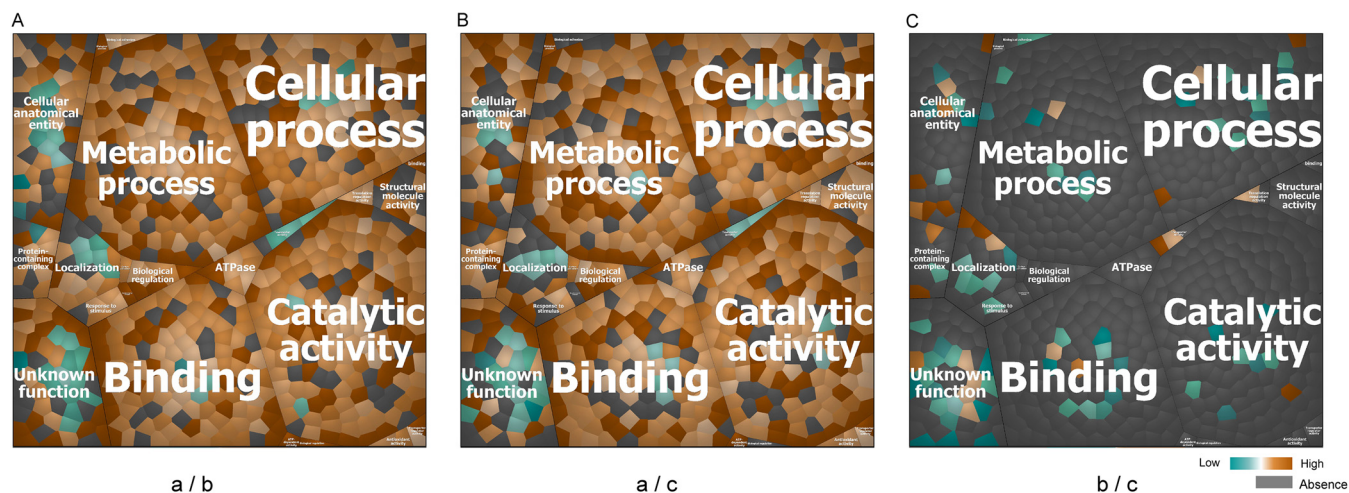 A
B
C
Cellular
process
Metabolic
process
Cellular
anatomical
entity
binding
Structural
molecule
activity
Protein-
containing
complex
Localization
Biological
regulation
ATPase
Response to
stimulus
Catalytic
activity
Binding
Unknown
function
Antioxidant
activity
Cellular
process
Metabolic
process
Cellular
anatomical
entity
binding
Structural
molecule
activity
Protein-
containing
complex
Localization
Biological
regulation
ATPase
Response to
stimulus
Catalytic
activity
Binding
Unknown
function
Antioxidant
activity
Cellular
process
Metabolic
process
Cellular
anatomical
entity
binding
Structural
molecule
activity
Protein-
containing
complex
Localization
Biological
regulation
ATPase
Response to
stimulus
Catalytic
activity
Binding
Unknown
function
Antioxidant
activity
a / b
a / c
b / c
Low
High
Absence